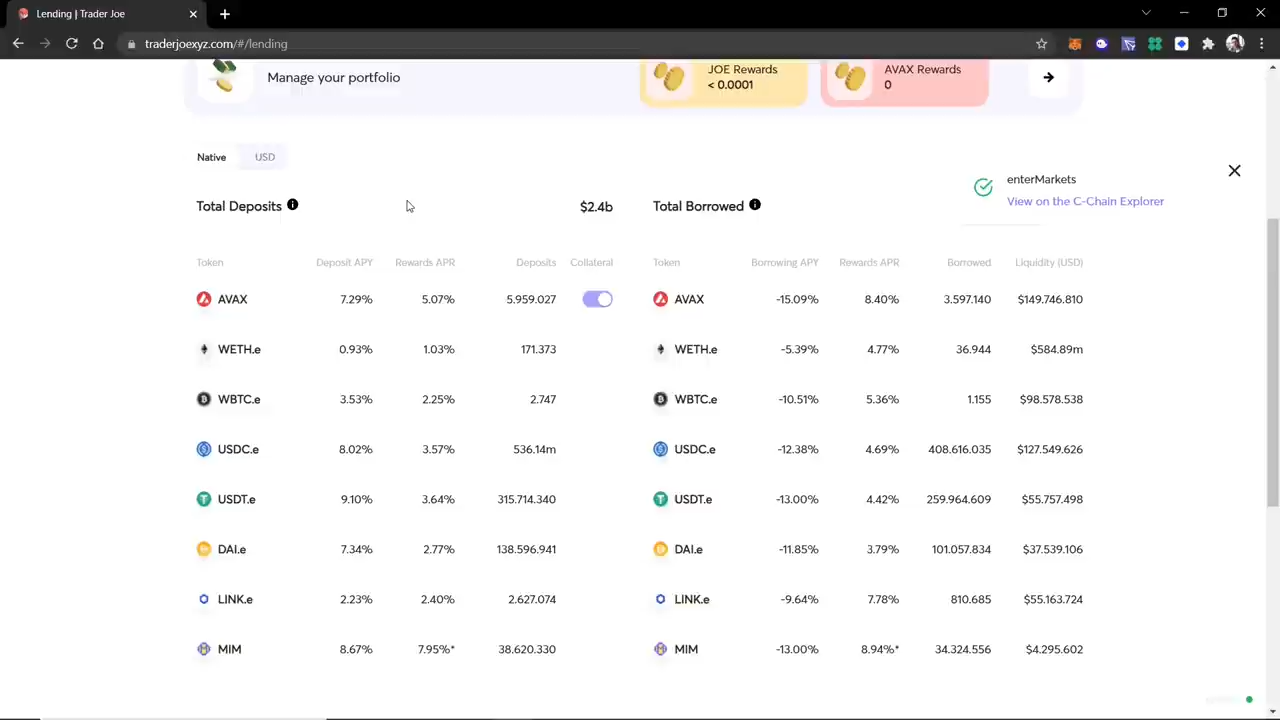 Lending | Trader Joe
traderjoexyz.com/#/lending
Manage your portfolio
JOE Rewards
< 0.0001
AVAX Rewards
0
Native USD
enterMarkets
View on the C-Chain Explorer
Total Deposits $2.4b Total Borrowed
Token Deposit APY Rewards APR Deposits Collateral Token Borrowing APY Rewards APR Borrowed Liquidity (USD)
AVAX 7.29% 5.07% 5.959.027 AVAX -15.09% 8.40% 3.597.140 $149.746.810
WETH.e 0.93% 1.03% 171.373 WETH.e -5.39% 4.77% 36.944 $584.89m
WBTC.e 3.53% 2.25% 2.747 WBTC.e -10.51% 5.36% 1.155 $98.578.538
USDC.e 8.02% 3.57% 536.14m USDC.e -12.38% 4.69% 408.616.035 $127.549.626
USDT.e 9.10% 3.64% 315.714.340 USDT.e -13.00% 4.42% 259.964.609 $55.757.498
DAI.e 7.34% 2.77% 138.596.941 DAI.e -11.85% 3.79% 101.057.834 $37.539.106
LINK.e 2.23% 2.40% 2.627.074 LINK.e -9.64% 7.78% 810.685 $55.163.724
MIM 8.67% 7.95%* 38.620.330 MIM -13.00% 8.94%* 34.324.556 $4.295.602